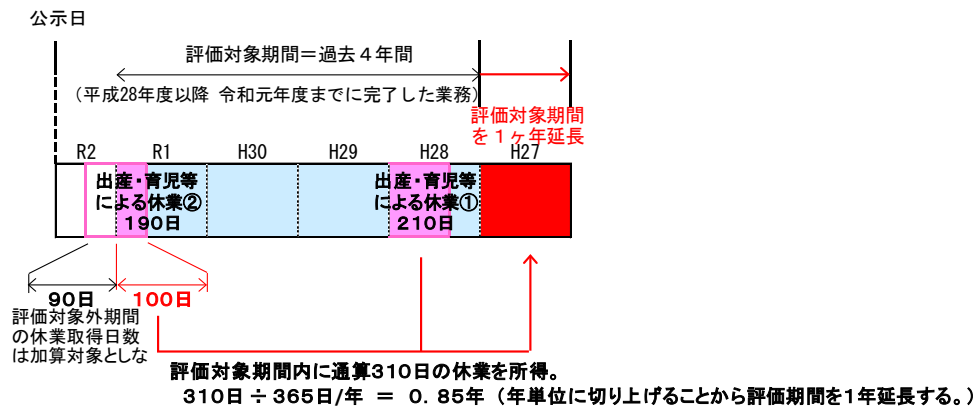 公示日
評価対象期間＝過去４年間
（平成28年度以降 令和元年度までに完了した業務）
評価対象期間
を１ヶ年延長
R2 R1 H30 H29 H28 H27
出産・育児等
による休業②
190日
出産・育児等
による休業①
210日
90日 100日
評価対象外期間
の休業取得日数
は加算対象としな
評価対象期間内に通算310日の休業を所得。
310日 ÷ 365日/年 ＝ 0. 85年 （年単位に切り上げることから評価期間を1年延長する。）